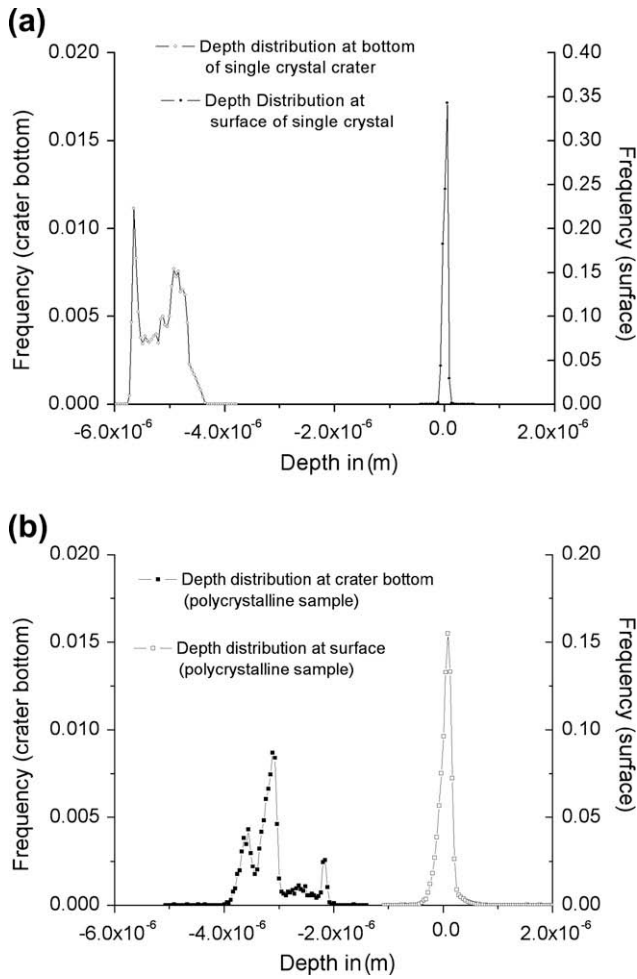 (a)
0.020
0.015
0.010
0.005
0.000
Frequency (crater bottom)
Depth distribution at bottom
of single crystal crater
Depth Distribution at
surface of single crystal
0.40
0.35
0.30
0.25
0.20
0.15
0.10
0.05
0.00
Frequency (surface)
-6.0x10⁻⁶ -4.0x10⁻⁶ -2.0x10⁻⁶ 0.0 2.0x10⁻⁶
Depth in (m)
(b)
0.020
0.015
0.010
0.005
0.000
Frequency (crater bottom)
Depth distribution at crater bottom
(polycrystalline sample)
Depth distribution at surface
(polycrystalline sample)
0.20
0.15
0.10
0.05
0.00
Frequency (surface)
-6.0x10⁻⁶ -4.0x10⁻⁶ -2.0x10⁻⁶ 0.0 2.0x10⁻⁶
Depth in (m)